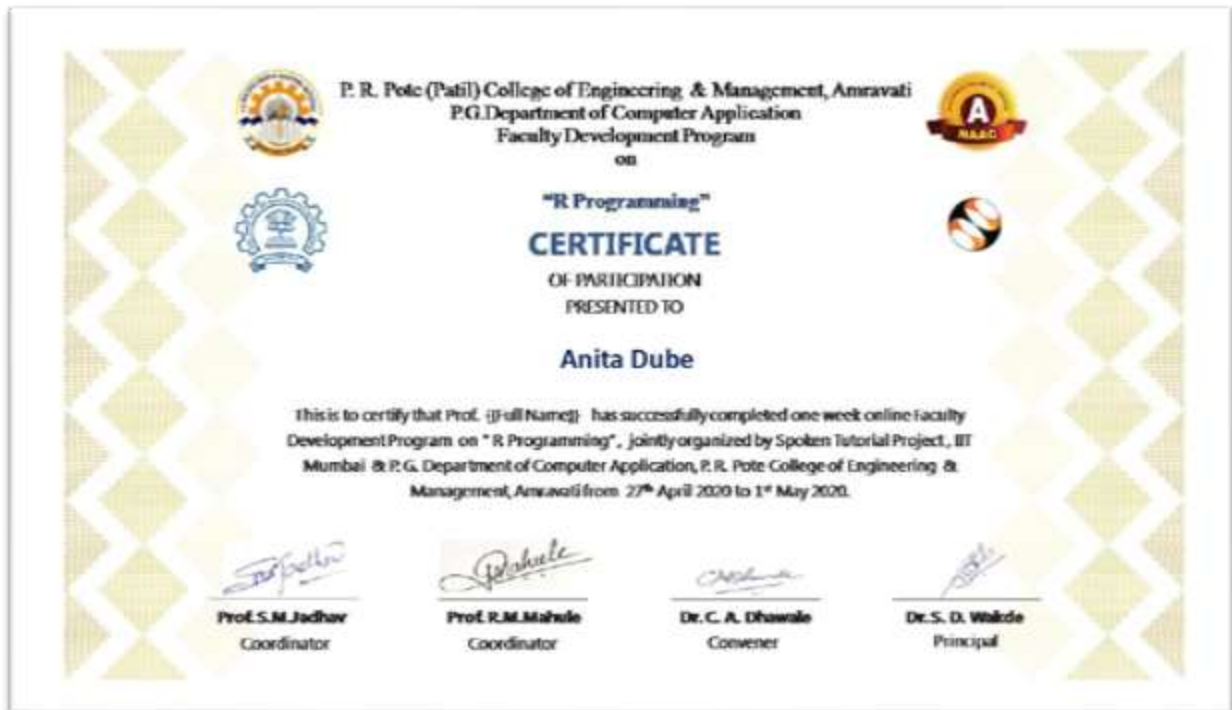 P. R. Pote (Patil) College of Engineering & Management, Amravati
P.G.Department of Computer Application
Faculty Development Program
on
"R Programming"
CERTIFICATE
OF PARTICIPATION
PRESENTED TO
Anita Dube
This is to certify that Prof. {{Full Name}} has successfully completed one week online Faculty
Development Program on " R Programming", jointly organized by Spoken Tutorial Project, IIT
Mumbai & P. G. Department of Computer Application, P. R. Pote College of Engineering &
Management, Amravati from 27th April 2020 to 1st May 2020.
A
NAAC
Prof.S.M.Jadhav
Coordinator
Prof.R.M.Mahule
Coordinator
Dr. C. A. Dhawale
Convener
Dr. S. D. Wakde
Principal